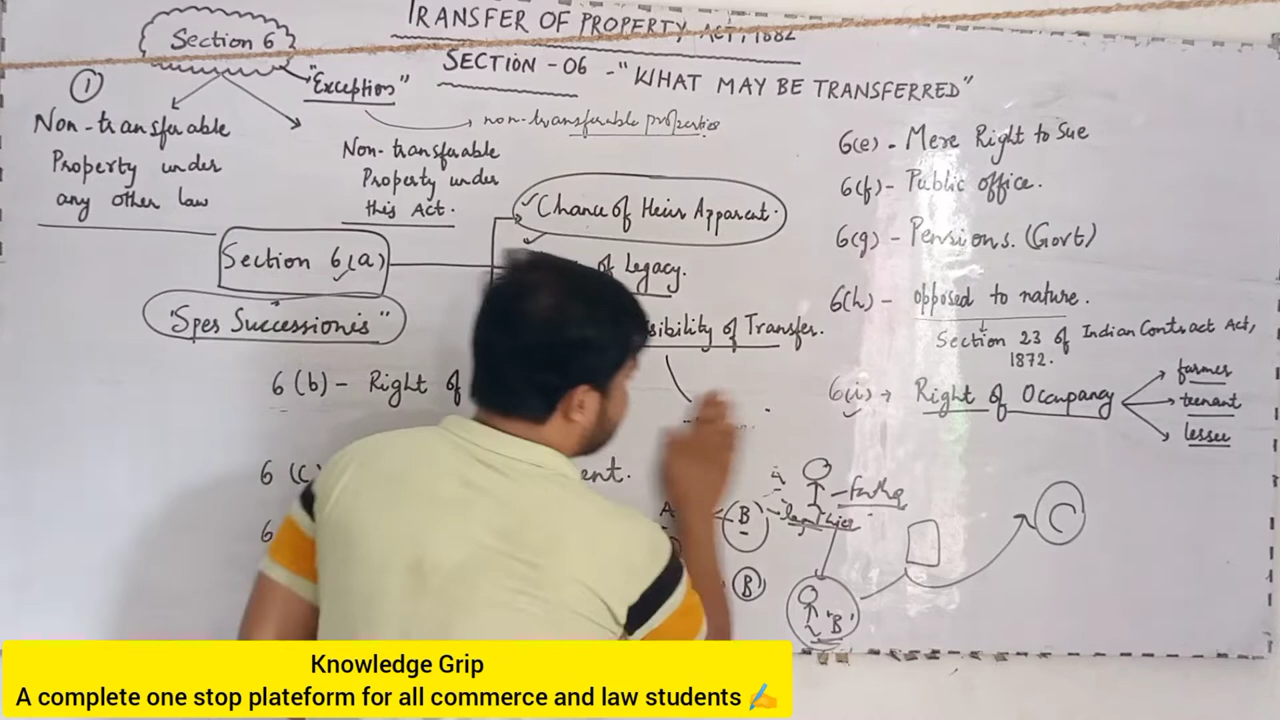 TRANSFER OF PROPERTY ACT, 1882
Section 6
SECTION-06 - "WHAT MAY BE TRANSFERRED"
①
"Exception"
non-transferable properties
Non-transferable
Property under
any other law
Non-transferable
Property under
this Act.
Chance of Heir Apparent.
Section 6(a)
of Legacy.
"Spes Successionis"
sibility of Transfer.
6(b) - Right of
6(c)
ent.
6
A
B
B
6(e) - Mere Right to Sue
6(f) - Public office.
6(g) - Pensions. (Govt)
6(h) - opposed to nature.
Section 23 of Indian Contract Act,
1872.
6(i) → Right of Occupancy
farmer
teenant
lessee
"B"
C
Knowledge Grip
A complete one stop plateform for all commerce and law students ✍️